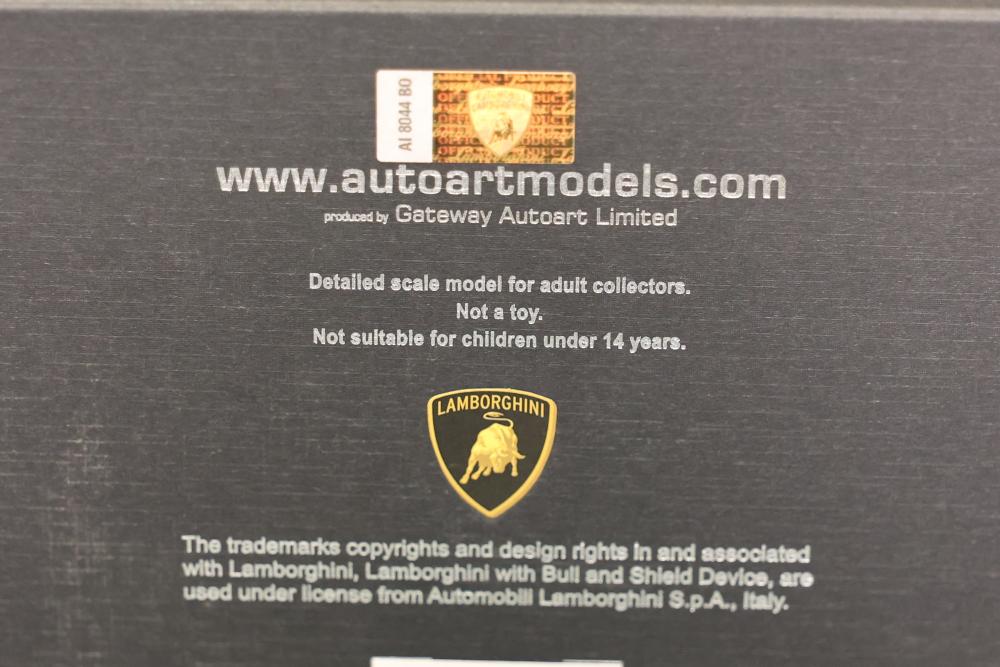 AI 8044 B0
www.autoartmodels.com
produced by Gateway Autoart Limited
Detailed scale model for adult collectors.
Not a toy.
Not suitable for children under 14 years.
LAMBORGHINI
The trademarks copyrights and design rights in and associated
with Lamborghini, Lamborghini with Bull and Shield Device, are
used under license from Automobili Lamborghini S.p.A., Italy.